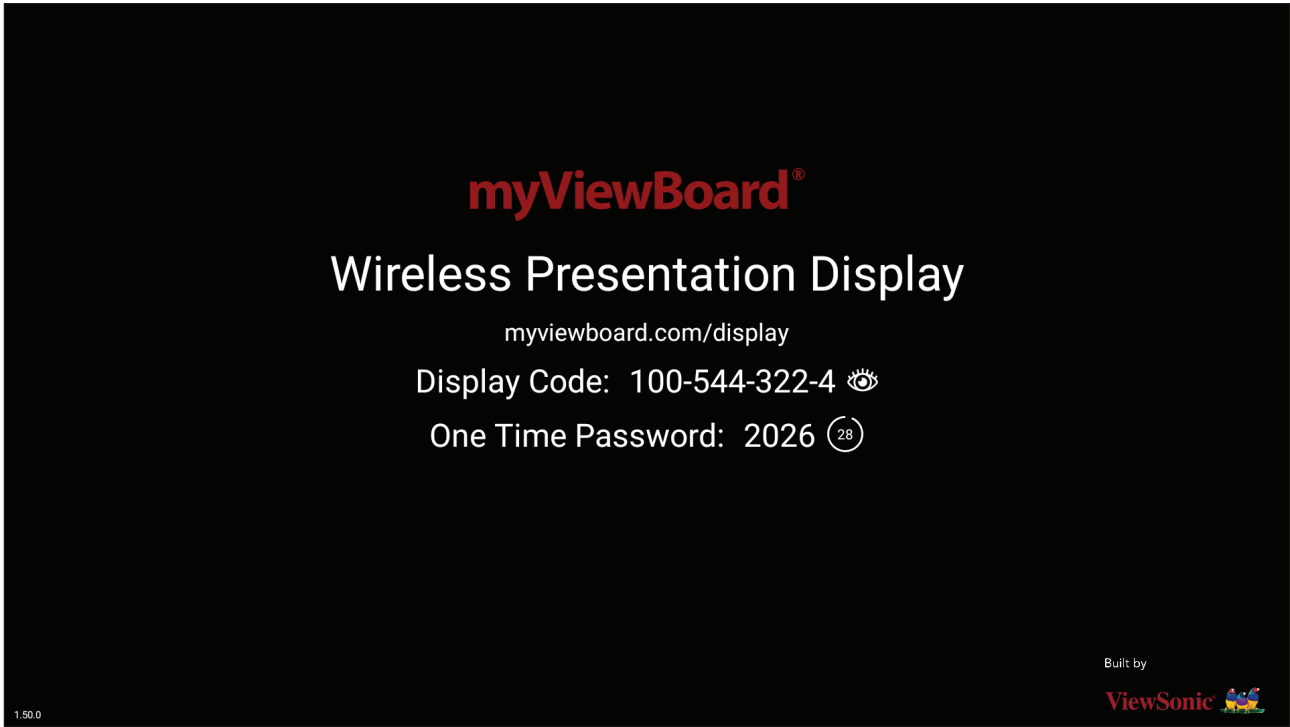 myViewBoard®
Wireless Presentation Display
myviewboard.com/display
Display Code: 100-544-322-4
One Time Password: 2026 28
Built by
ViewSonic®
1.50.0